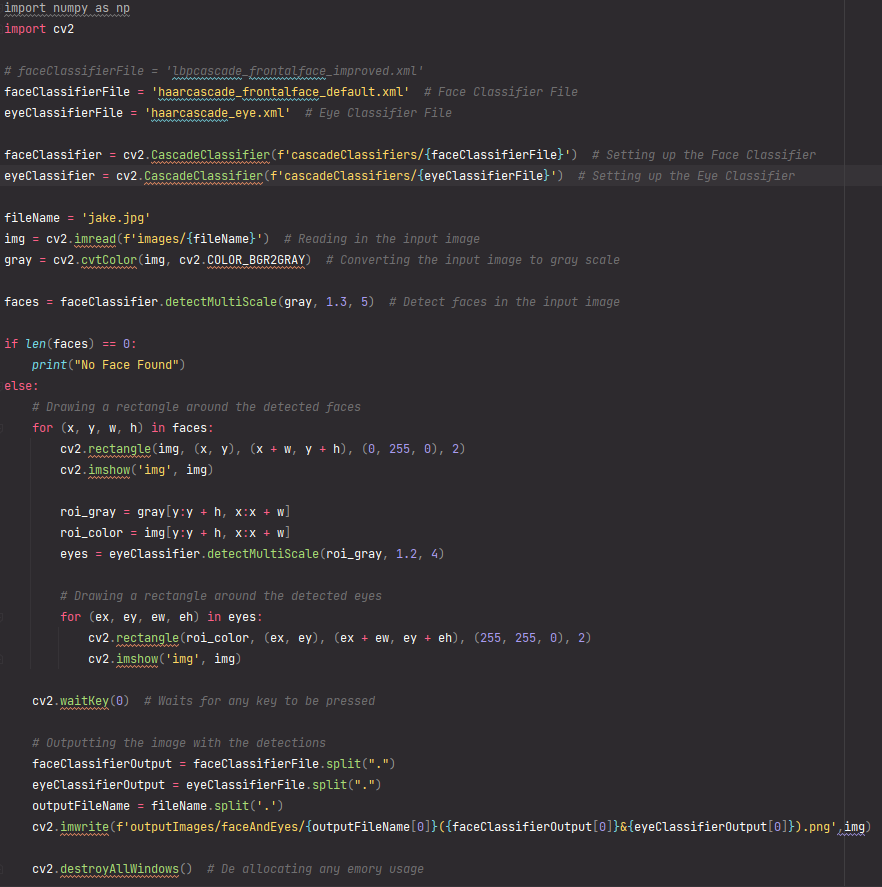 import numpy as np
import cv2
# faceClassifierFile = 'lbpcascade_frontalface_improved.xml'
faceClassifierFile = 'haarcascade_frontalface_default.xml'  # Face Classifier File
eyeClassifierFile = 'haarcascade_eye.xml'  # Eye Classifier File
faceClassifier = cv2.CascadeClassifier(f'cascadeClassifiers/{faceClassifierFile}')  # Setting up the Face Classifier
eyeClassifier = cv2.CascadeClassifier(f'cascadeClassifiers/{eyeClassifierFile}')  # Setting up the Eye Classifier
fileName = 'jake.jpg'
img = cv2.imread(f'images/{fileName}')  # Reading in the input image
gray = cv2.cvtColor(img, cv2.COLOR_BGR2GRAY)  # Converting the input image to gray scale
faces = faceClassifier.detectMultiScale(gray, 1.3, 5)  # Detect faces in the input image
if len(faces) == 0:
    print("No Face Found")
else:
    # Drawing a rectangle around the detected faces
    for (x, y, w, h) in faces:
        cv2.rectangle(img, (x, y), (x + w, y + h), (0, 255, 0), 2)
        cv2.imshow('img', img)
        roi_gray = gray[y:y + h, x:x + w]
        roi_color = img[y:y + h, x:x + w]
        eyes = eyeClassifier.detectMultiScale(roi_gray, 1.2, 4)
        # Drawing a rectangle around the detected eyes
        for (ex, ey, ew, eh) in eyes:
            cv2.rectangle(roi_color, (ex, ey), (ex + ew, ey + eh), (255, 255, 0), 2)
            cv2.imshow('img', img)
    cv2.waitKey(0)  # Waits for any key to be pressed
    # Outputting the image with the detections
    faceClassifierOutput = faceClassifierFile.split(".")
    eyeClassifierOutput = eyeClassifierFile.split(".")
    outputFileName = fileName.split('.')
    cv2.imwrite(f'outputImages/faceAndEyes/{outputFileName[0]}({faceClassifierOutput[0]}&{eyeClassifierOutput[0]}).png',img)
    cv2.destroyAllWindows()  # De allocating any emory usage